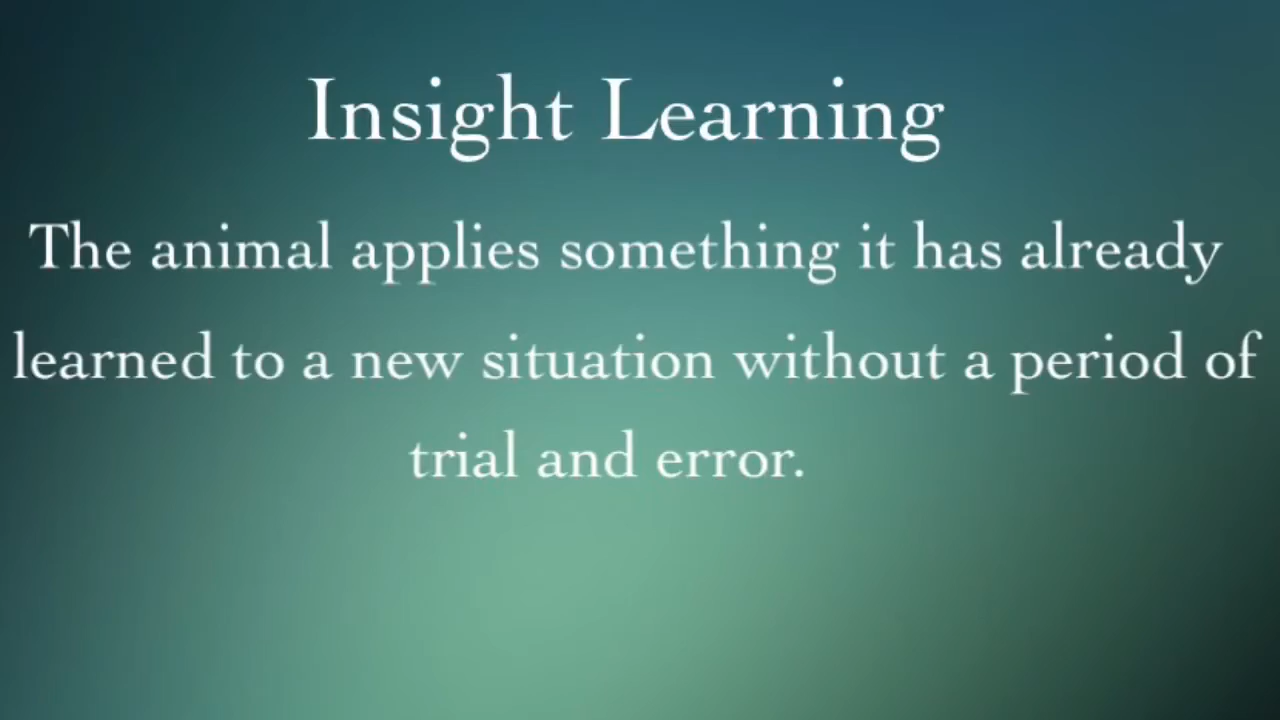 Insight Learning
The animal applies something it has already
learned to a new situation without a period of
trial and error.